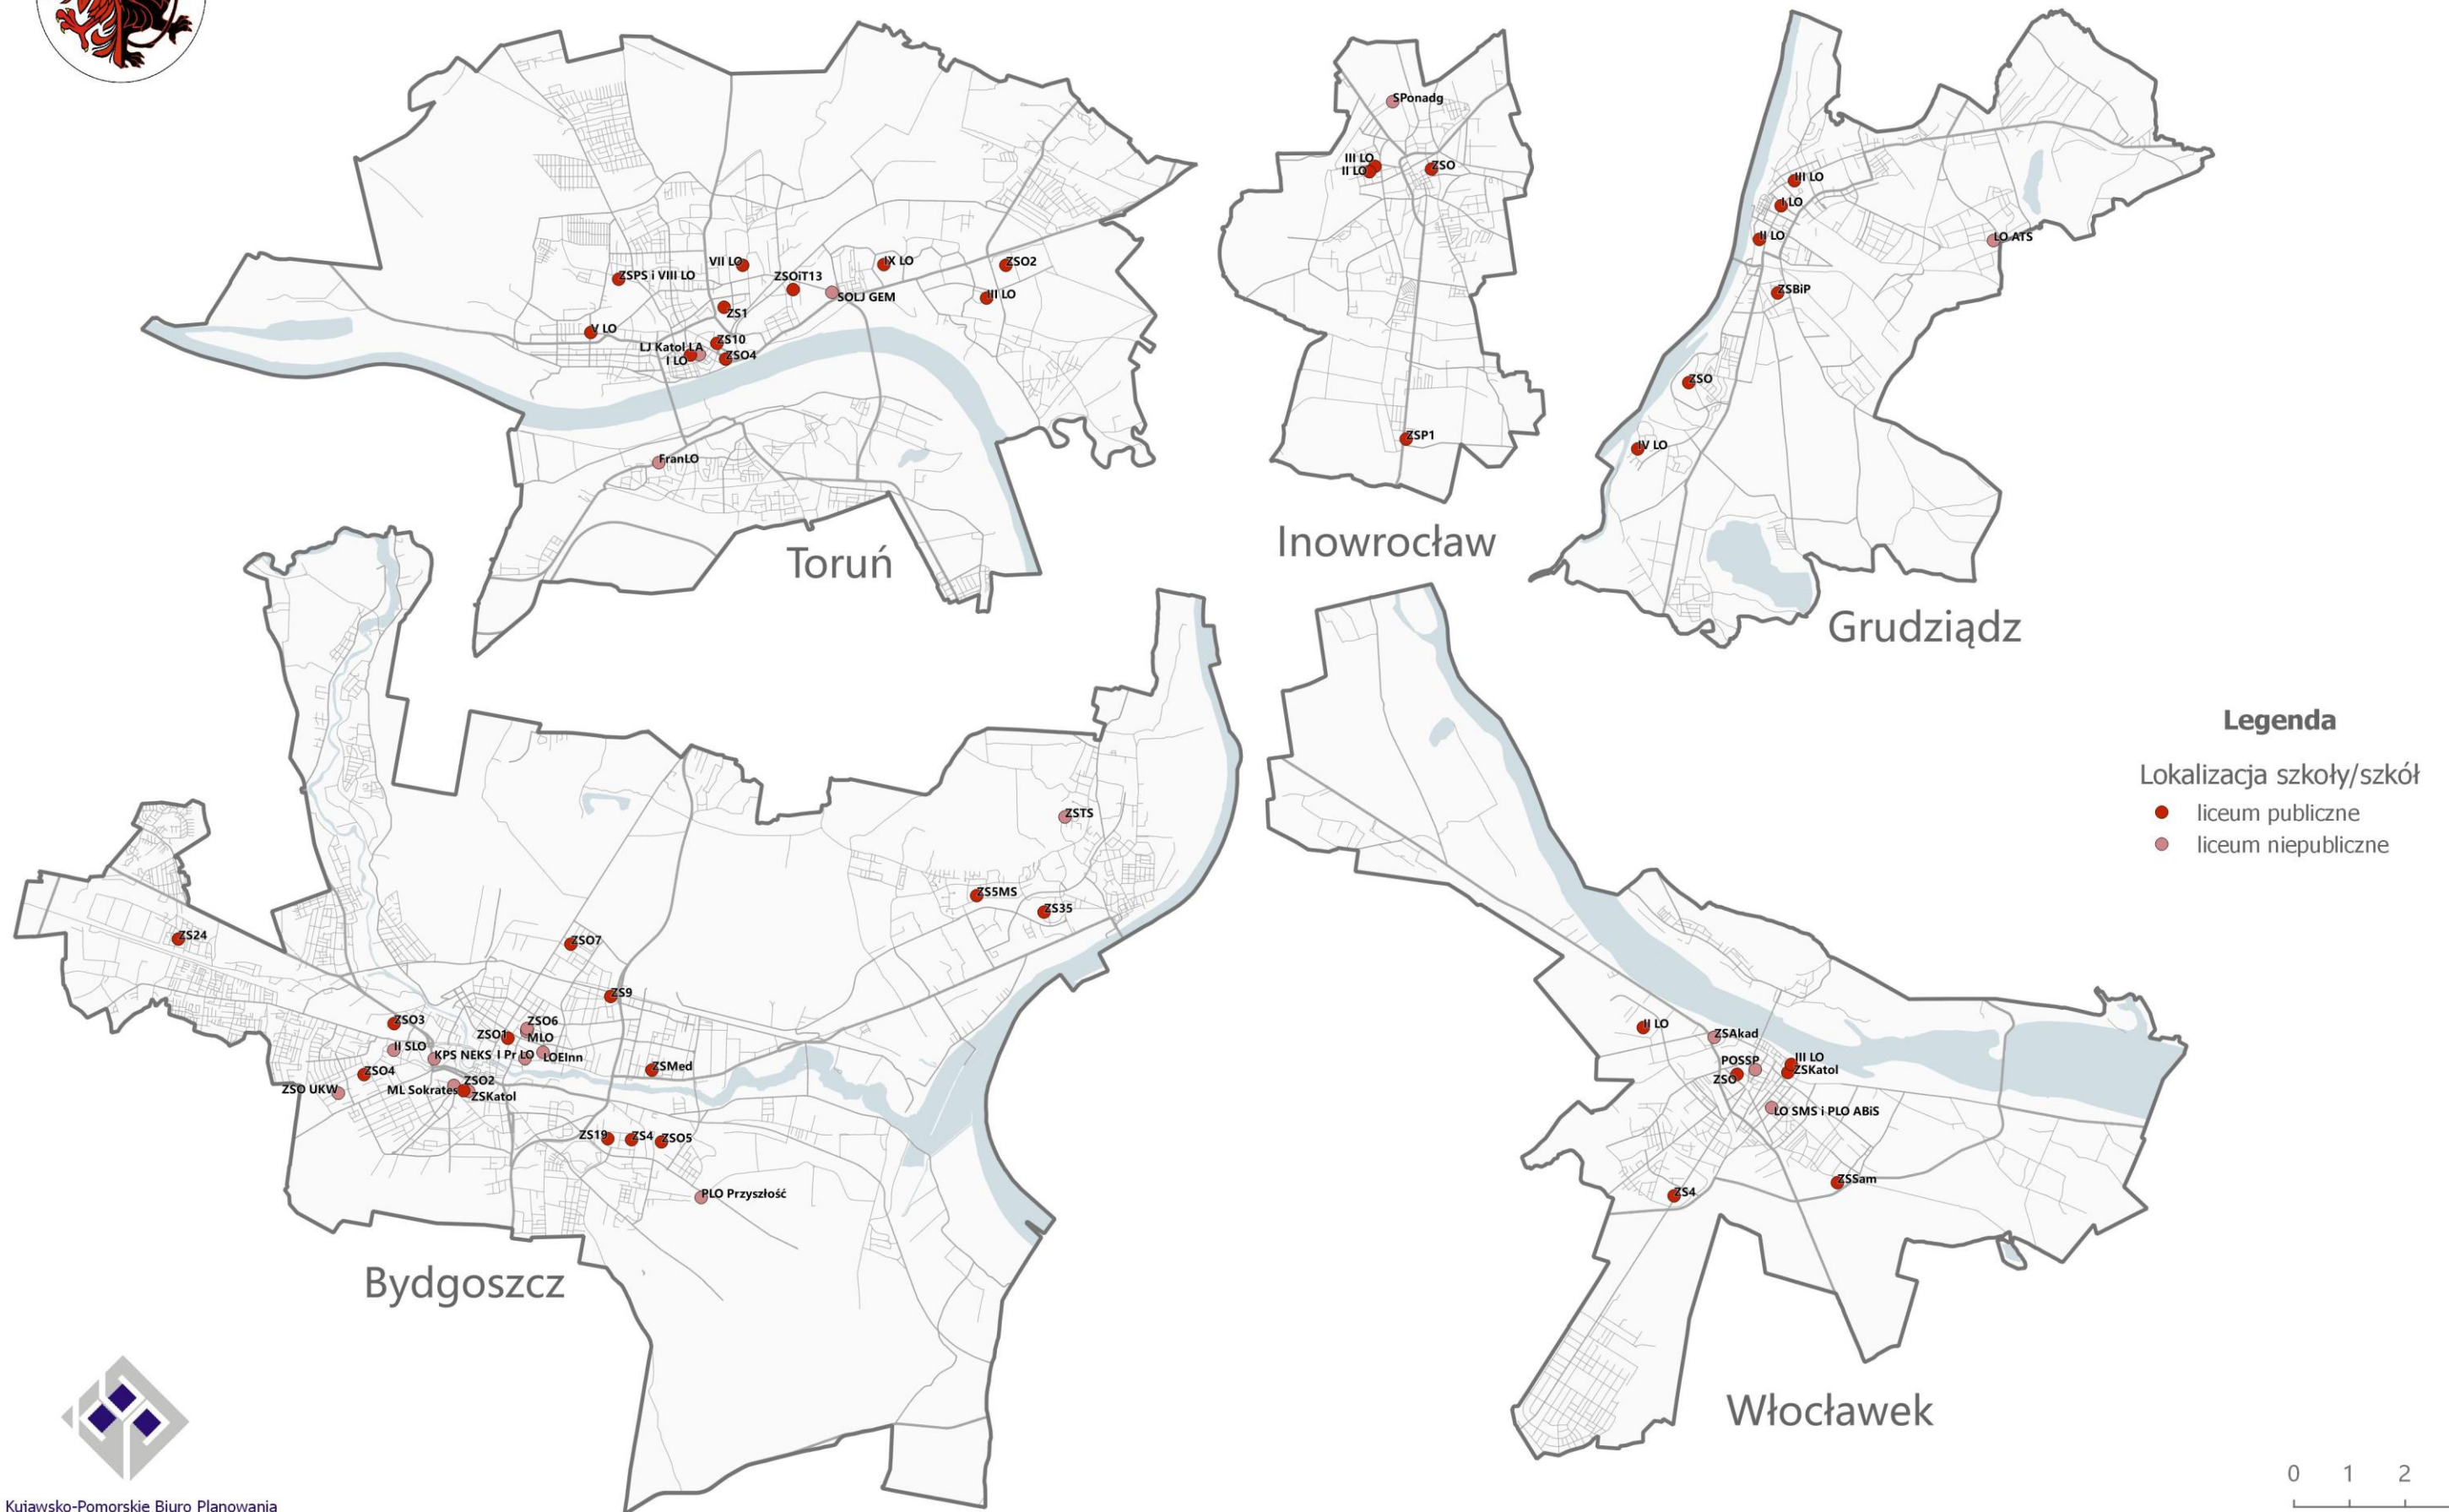 ZSPS i VIII LO
VII LO
ZSOiT13
SOLJ GEM
IX LO
ZSO2
III LO
ZS1
V LO
ZS10
LJ Katol LA
I LO
ZSO4
FranLO
Toruń
SPonadg
III LO
II LO
ZSO
ZSP1
Inowrocław
III LO
I LO
II LO
LO ATS
ZSBiP
ZSO
IV LO
Grudziądz
Legenda
Lokalizacja szkoły/szkół
liceum publiczne
liceum niepubliczne
ZSTS
ZS5MS
ZS35
ZS24
ZSO7
ZS9
ZSO3
ZSO6
ZSO1
MLO
II SLO
KPS NEKS
I Pr LO
LOEInn
ZSMed
ZSO4
ZSO UKW
ZSO2
ML Sokrates
ZSKatol
ZS19
ZS4
ZSO5
PLO Przyszłość
Bydgoszcz
II LO
ZSAkad
POSSP
III LO
ZSKatol
ZSO
LO SMS i PLO ABiS
ZSSam
ZS4
Włocławek
0 1 2
Kujawsko-Pomorskie Biuro Planowania